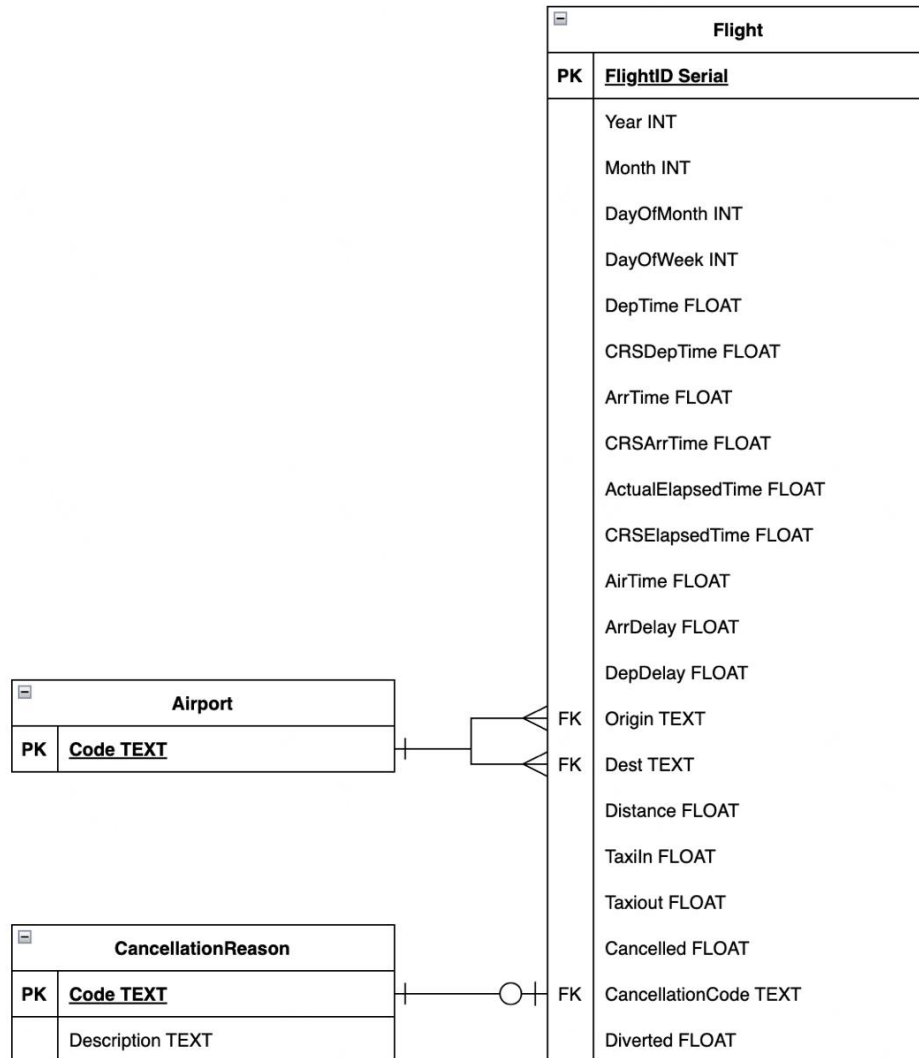 Flight
PK FlightID Serial
Year INT
Month INT
DayOfMonth INT
DayOfWeek INT
DepTime FLOAT
CRSDepTime FLOAT
ArrTime FLOAT
CRSArrTime FLOAT
ActualElapsedTime FLOAT
CRSElapsedTime FLOAT
AirTime FLOAT
ArrDelay FLOAT
DepDelay FLOAT
FK Origin TEXT
FK Dest TEXT
Distance FLOAT
TaxiIn FLOAT
Taxiout FLOAT
Cancelled FLOAT
FK CancellationCode TEXT
Diverted FLOAT
Airport
PK Code TEXT
CancellationReason
PK Code TEXT
Description TEXT